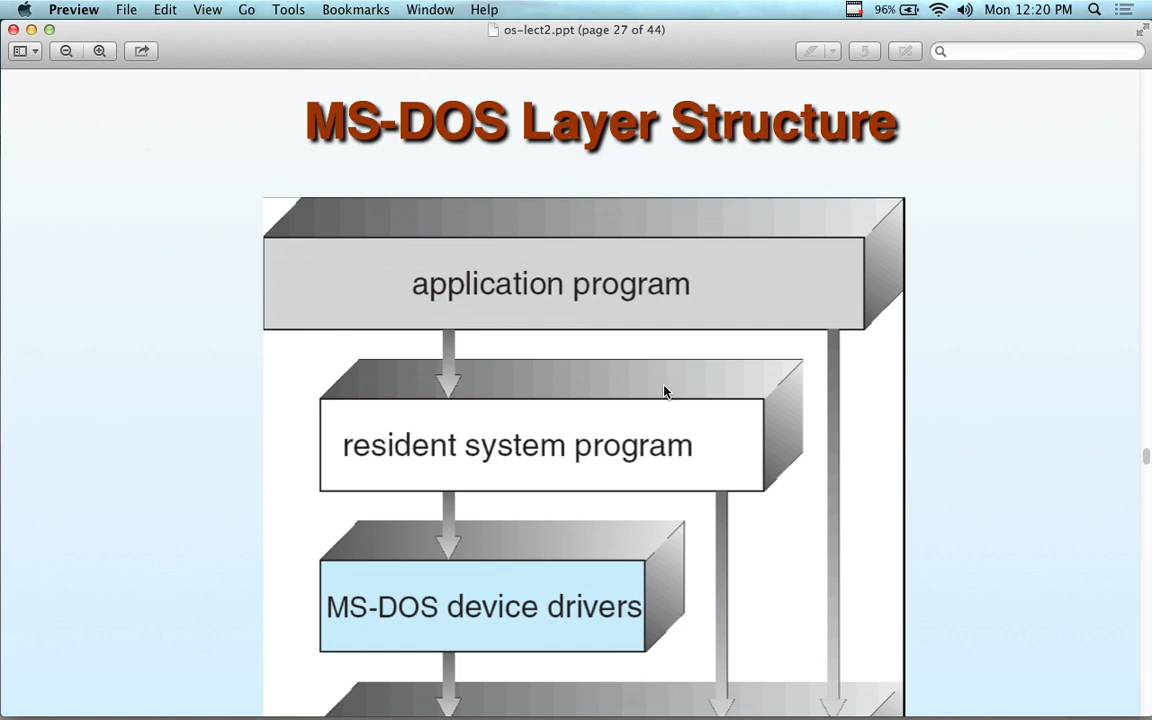 Preview File Edit View Go Tools Bookmarks Window Help 96% Mon 12:20 PM
os-lect2.ppt (page 27 of 44)
MS-DOS Layer Structure
application program
resident system program
MS-DOS device drivers